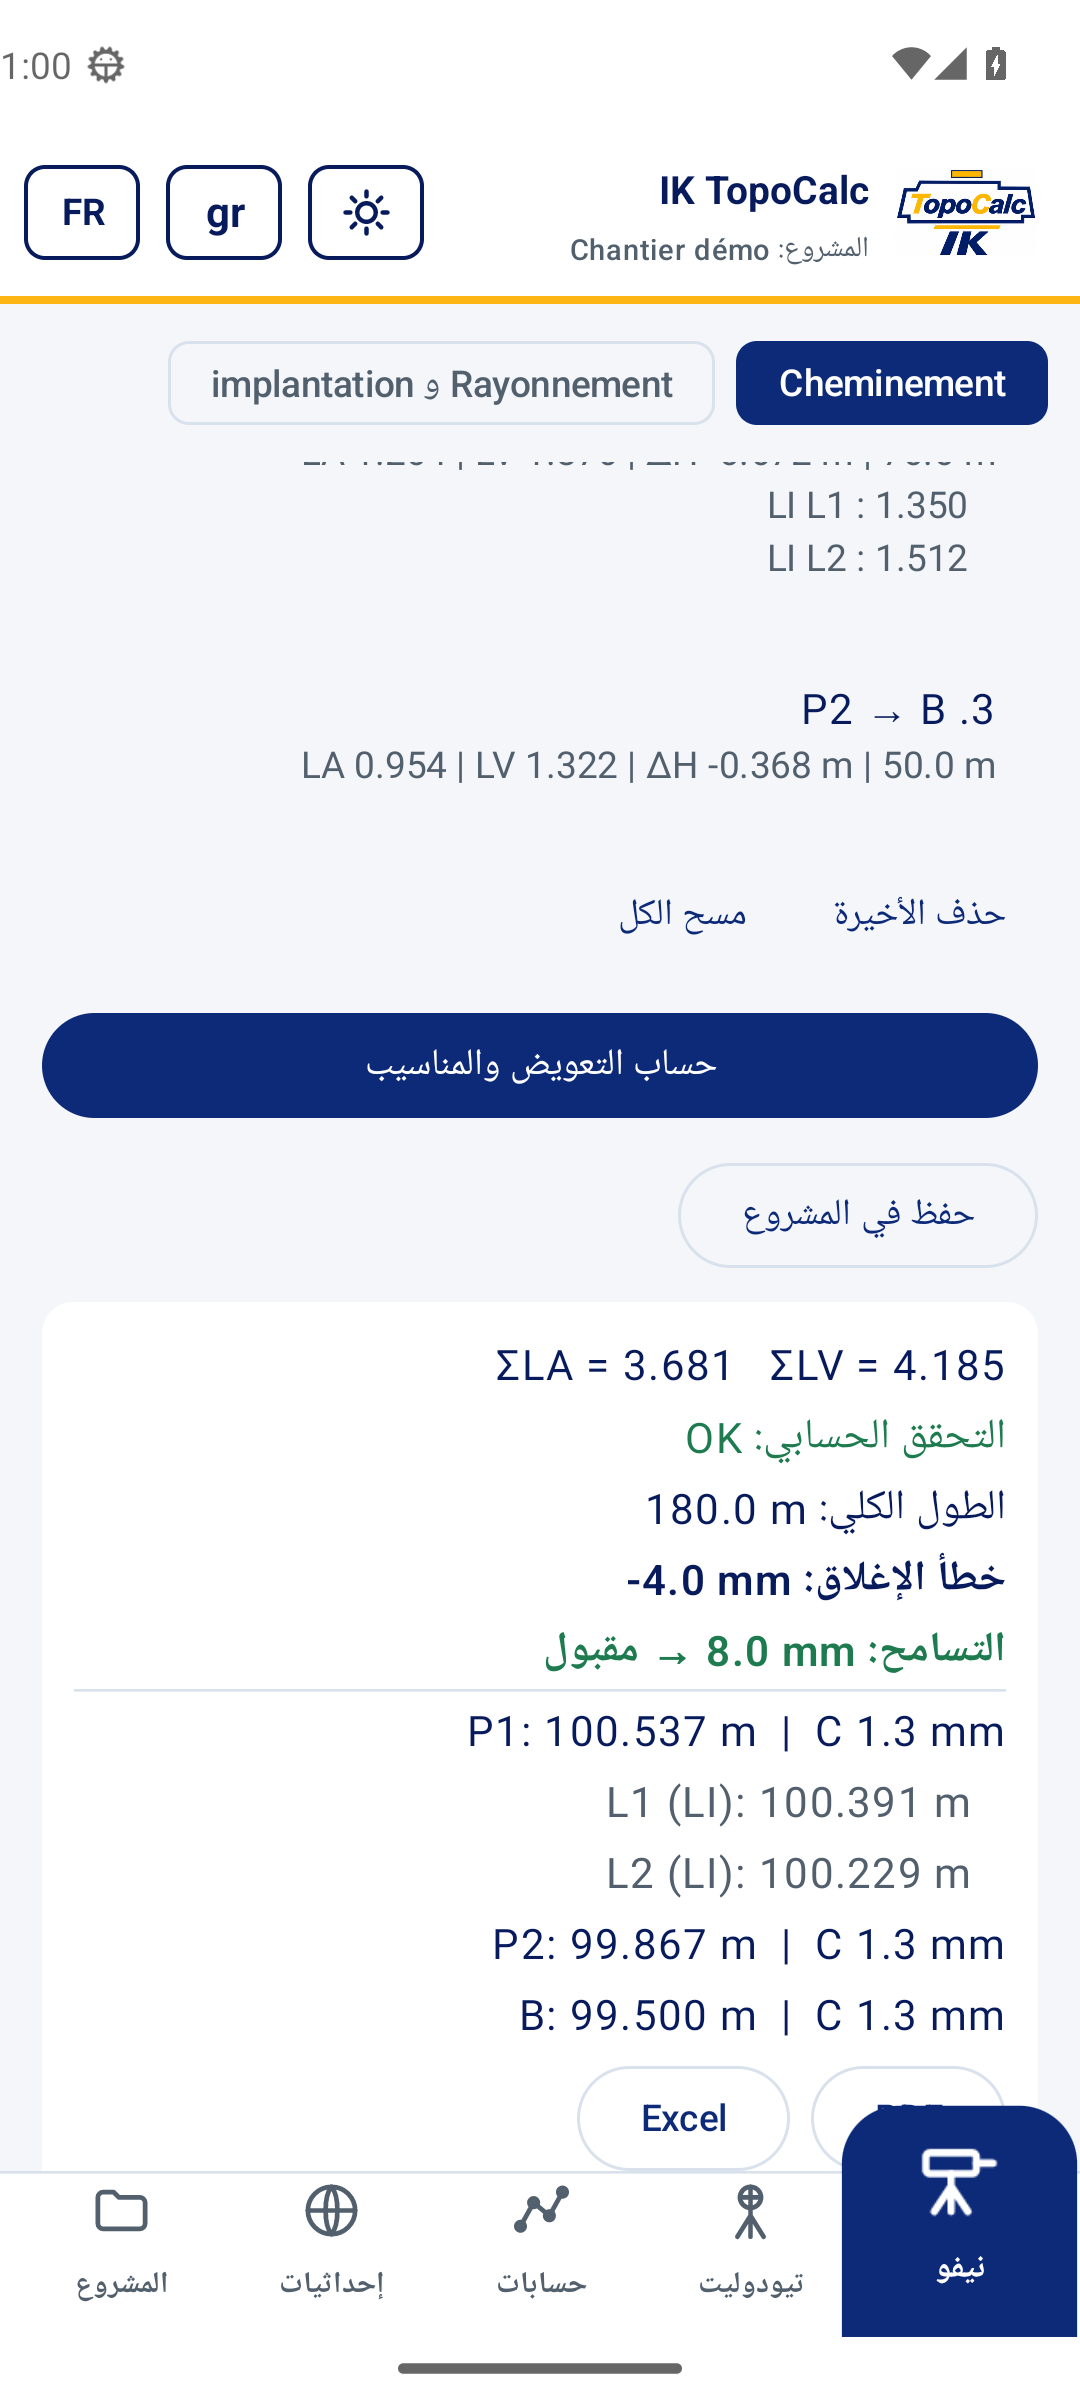 1:00
FR
gr
IK TopoCalc
المشروع: Chantier démo
TopoCalc
IK
Cheminement
Rayonnement و implantation
LI L1 : 1.350
LI L2 : 1.512
P2 → B .3
LA 0.954 | LV 1.322 | ΔH -0.368 m | 50.0 m
حذف الأخيرة
مسح الكل
حساب التعويض والمناسيب
حفظ في المشروع
ΣLA = 3.681 ΣLV = 4.185
التحقق الحسابي: OK
الطول الكلي: 180.0 m
خطأ الإغلاق: -4.0 mm
التسامح: 8.0 mm → مقبول
P1: 100.537 m | C 1.3 mm
L1 (LI): 100.391 m
L2 (LI): 100.229 m
P2: 99.867 m | C 1.3 mm
B: 99.500 m | C 1.3 mm
Excel
نيفو
تيودوليت
حسابات
إحداثيات
المشروع